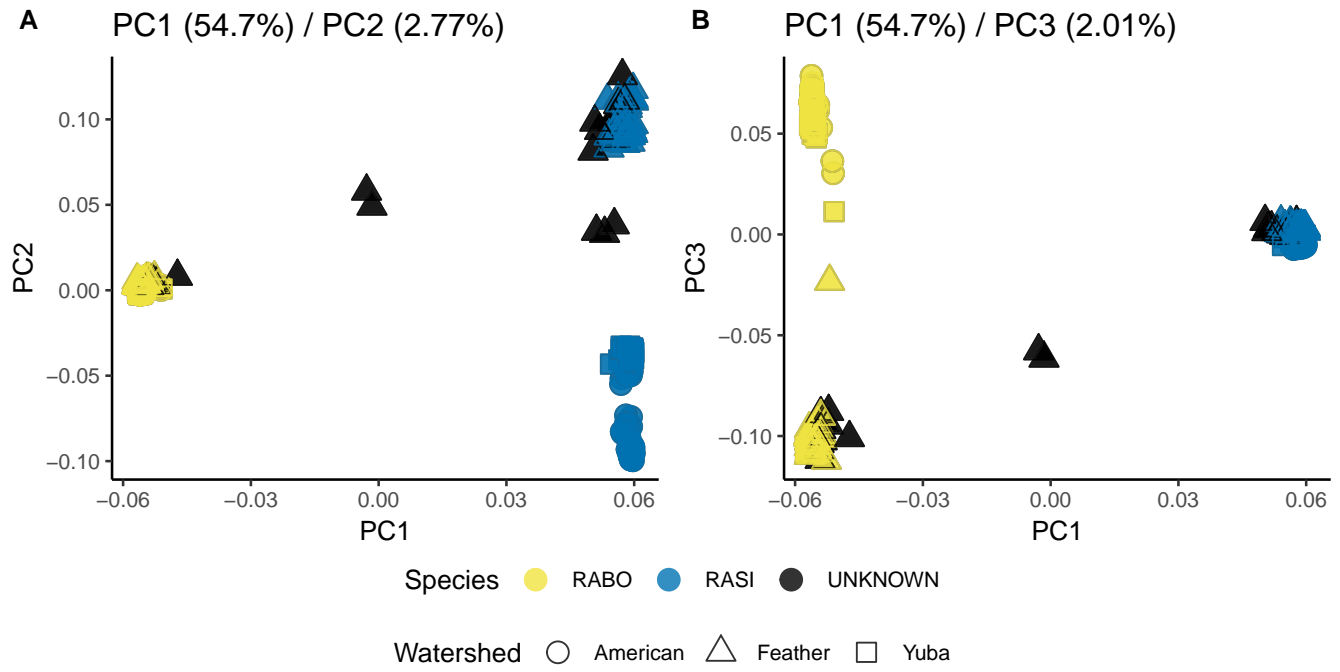 A PC1 (54.7%) / PC2 (2.77%)
0.10
0.05
0.00
−0.05
−0.10
PC2
−0.06 −0.03 0.00 0.03 0.06
PC1
B PC1 (54.7%) / PC3 (2.01%)
0.05
0.00
−0.05
−0.10
PC3
−0.06 −0.03 0.00 0.03 0.06
PC1
Species RABO RASI UNKNOWN
Watershed American Feather Yuba